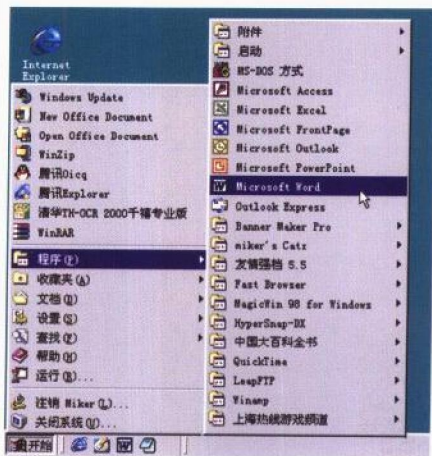 Internet
Explorer
Windows Update
New Office Document
Open Office Document
WinZip
腾讯Oicq
腾讯Explorer
清华TH-OCR 2000千禧专业版
WinRAR
程序(P)
收藏夹(A)
文档(D)
设置(S)
查找(F)
帮助(H)
运行(R)...
注销 Miker(L)...
关闭系统(U)...
开始
附件
启动
MS-DOS 方式
Microsoft Access
Microsoft Excel
Microsoft FrontPage
Microsoft Outlook
Microsoft PowerPoint
Microsoft Word
Outlook Express
Banner Maker Pro
miker's Catz
友情强档 5.5
Fast Browser
MagicWin 98 for Windows
HyperSnap-DX
中国大百科全书
QuickTime
LeapFTP
Winamp
上海热线游戏频道